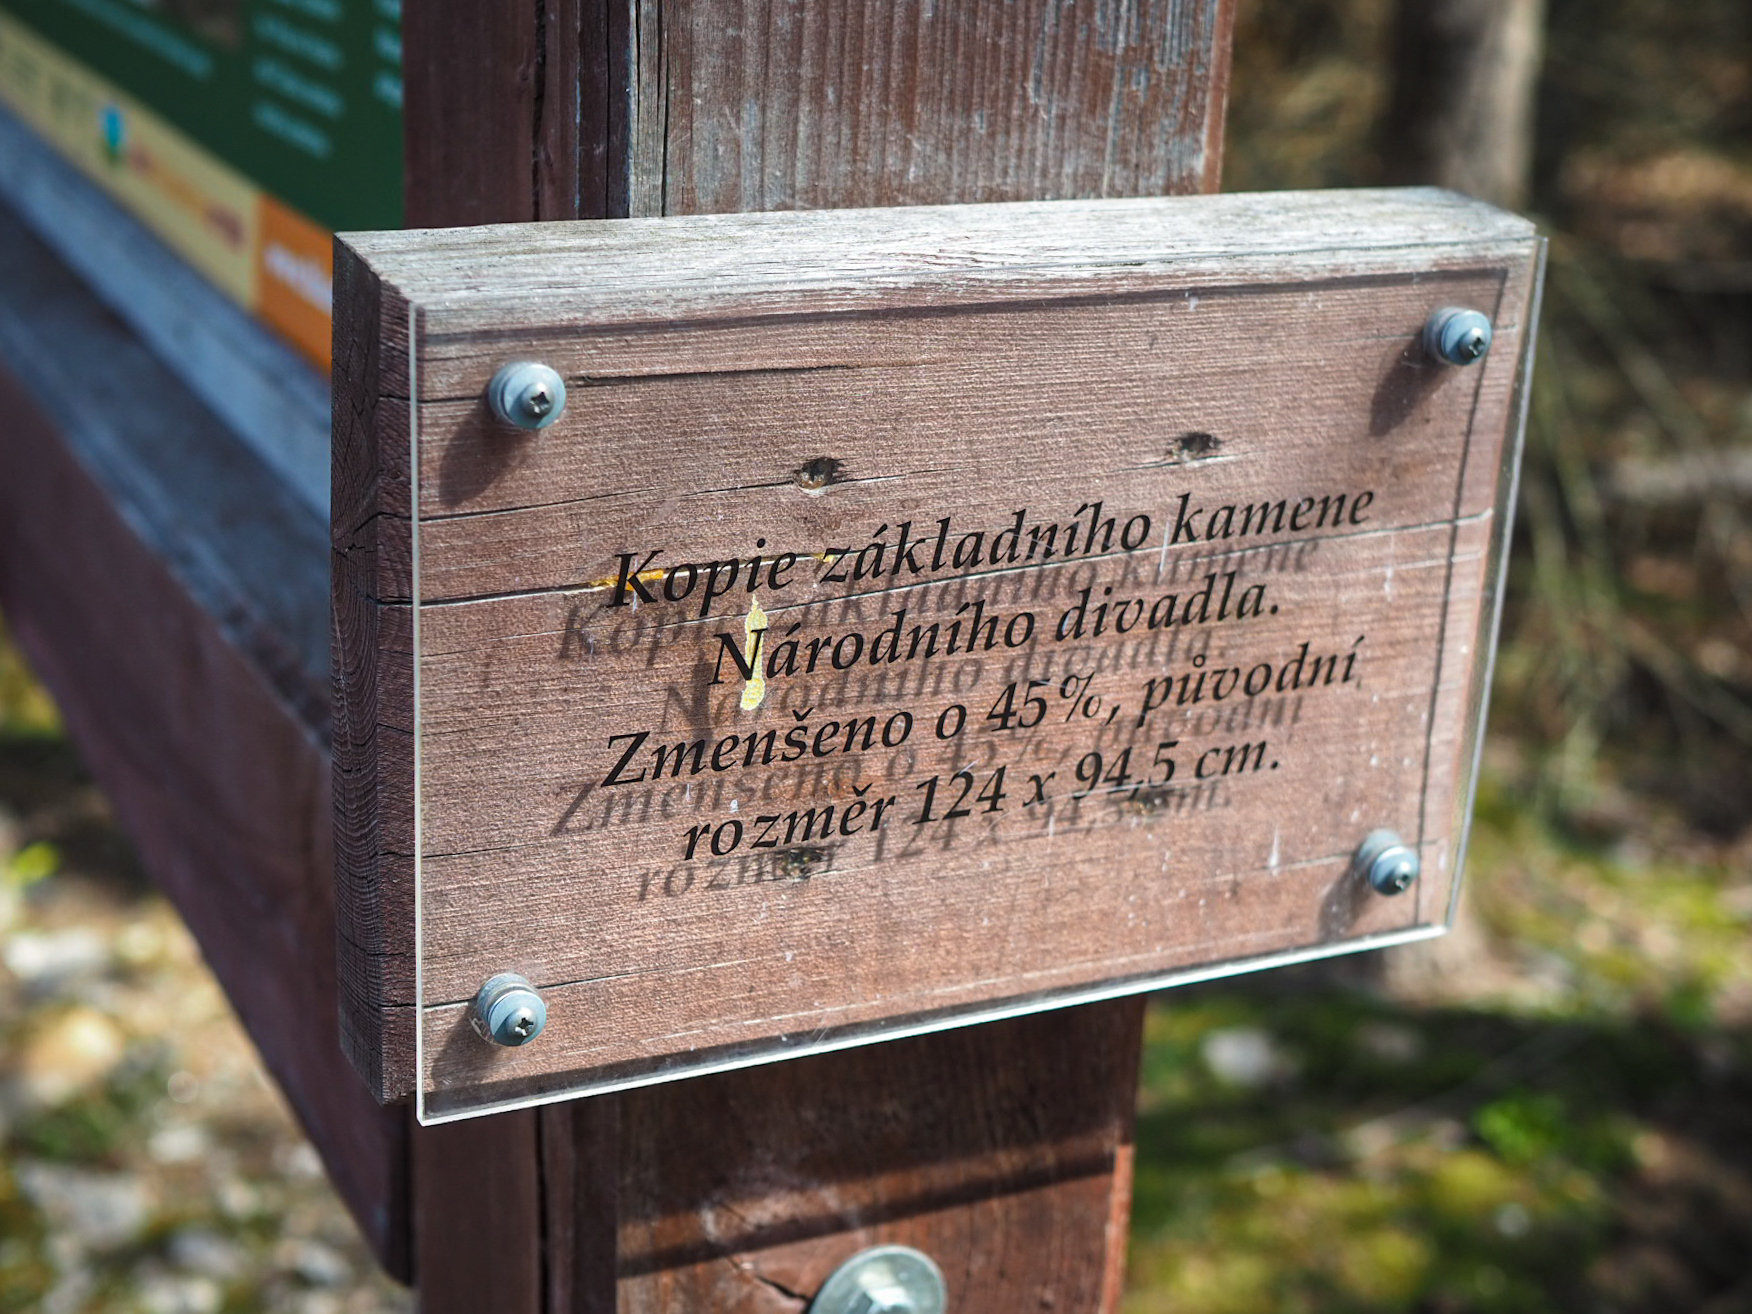 Kopie základního kamene
Národního divadla.
Zmenšeno o 45%, původní
rozměr 124 x 94,5 cm.